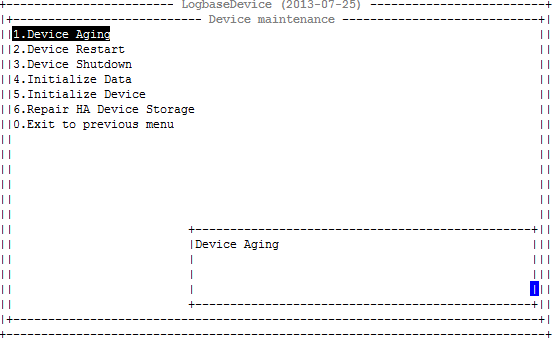 LogbaseDevice (2013-07-25)
Device maintenance
1.Device Aging
2.Device Restart
3.Device Shutdown
4.Initialize Data
5.Initialize Device
6.Repair HA Device Storage
0.Exit to previous menu
Device Aging